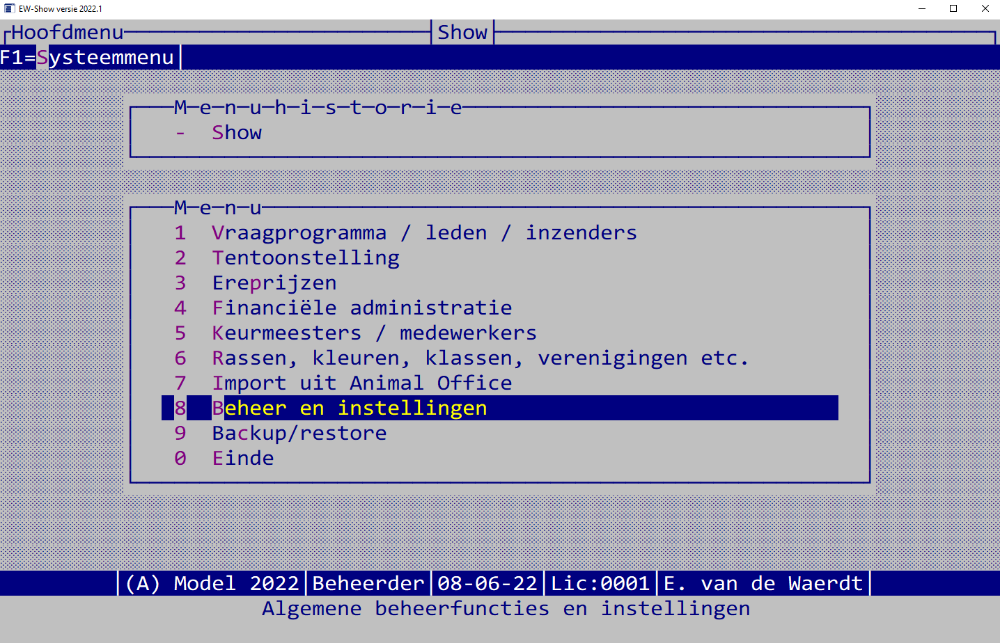 EW-Show versie 2022.1
Hoofdmenu Show
F1=Systeemmenu
M-e-n-u-h-i-s-t-o-r-i-e
- Show
M-e-n-u
1 Vraagprogramma / leden / inzenders
2 Tentoonstelling
3 Ereprijzen
4 Financiële administratie
5 Keurmeesters / medewerkers
6 Rassen, kleuren, klassen, verenigingen etc.
7 Import uit Animal Office
8 Beheer en instellingen
9 Backup/restore
0 Einde
(A) Model 2022|Beheerder|08-06-22|Lic:0001|E. van de Waerdt|
Algemene beheerfuncties en instellingen